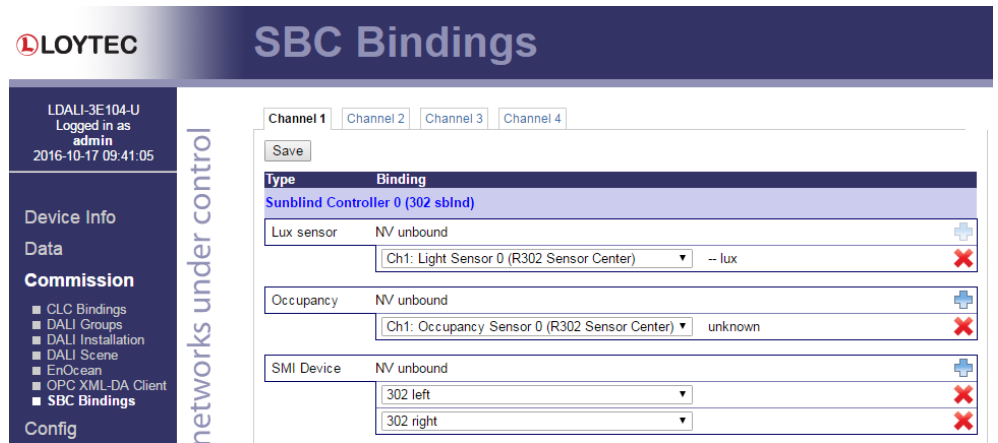 LOYTEC
SBC Bindings
LDALI-3E104-U
Logged in as
admin
2016-10-17 09:41:05
networks under control
Device Info
Data
Commission
CLC Bindings
DALI Groups
DALI Installation
DALI Scene
EnOcean
OPC XML-DA Client
SBC Bindings
Config
Channel 1 Channel 2 Channel 3 Channel 4
Save
Type Binding
Sunblind Controller 0 (302 sblnd)
Lux sensor NV unbound
Ch1: Light Sensor 0 (R302 Sensor Center) -- lux
Occupancy NV unbound
Ch1: Occupancy Sensor 0 (R302 Sensor Center) unknown
SMI Device NV unbound
302 left
302 right